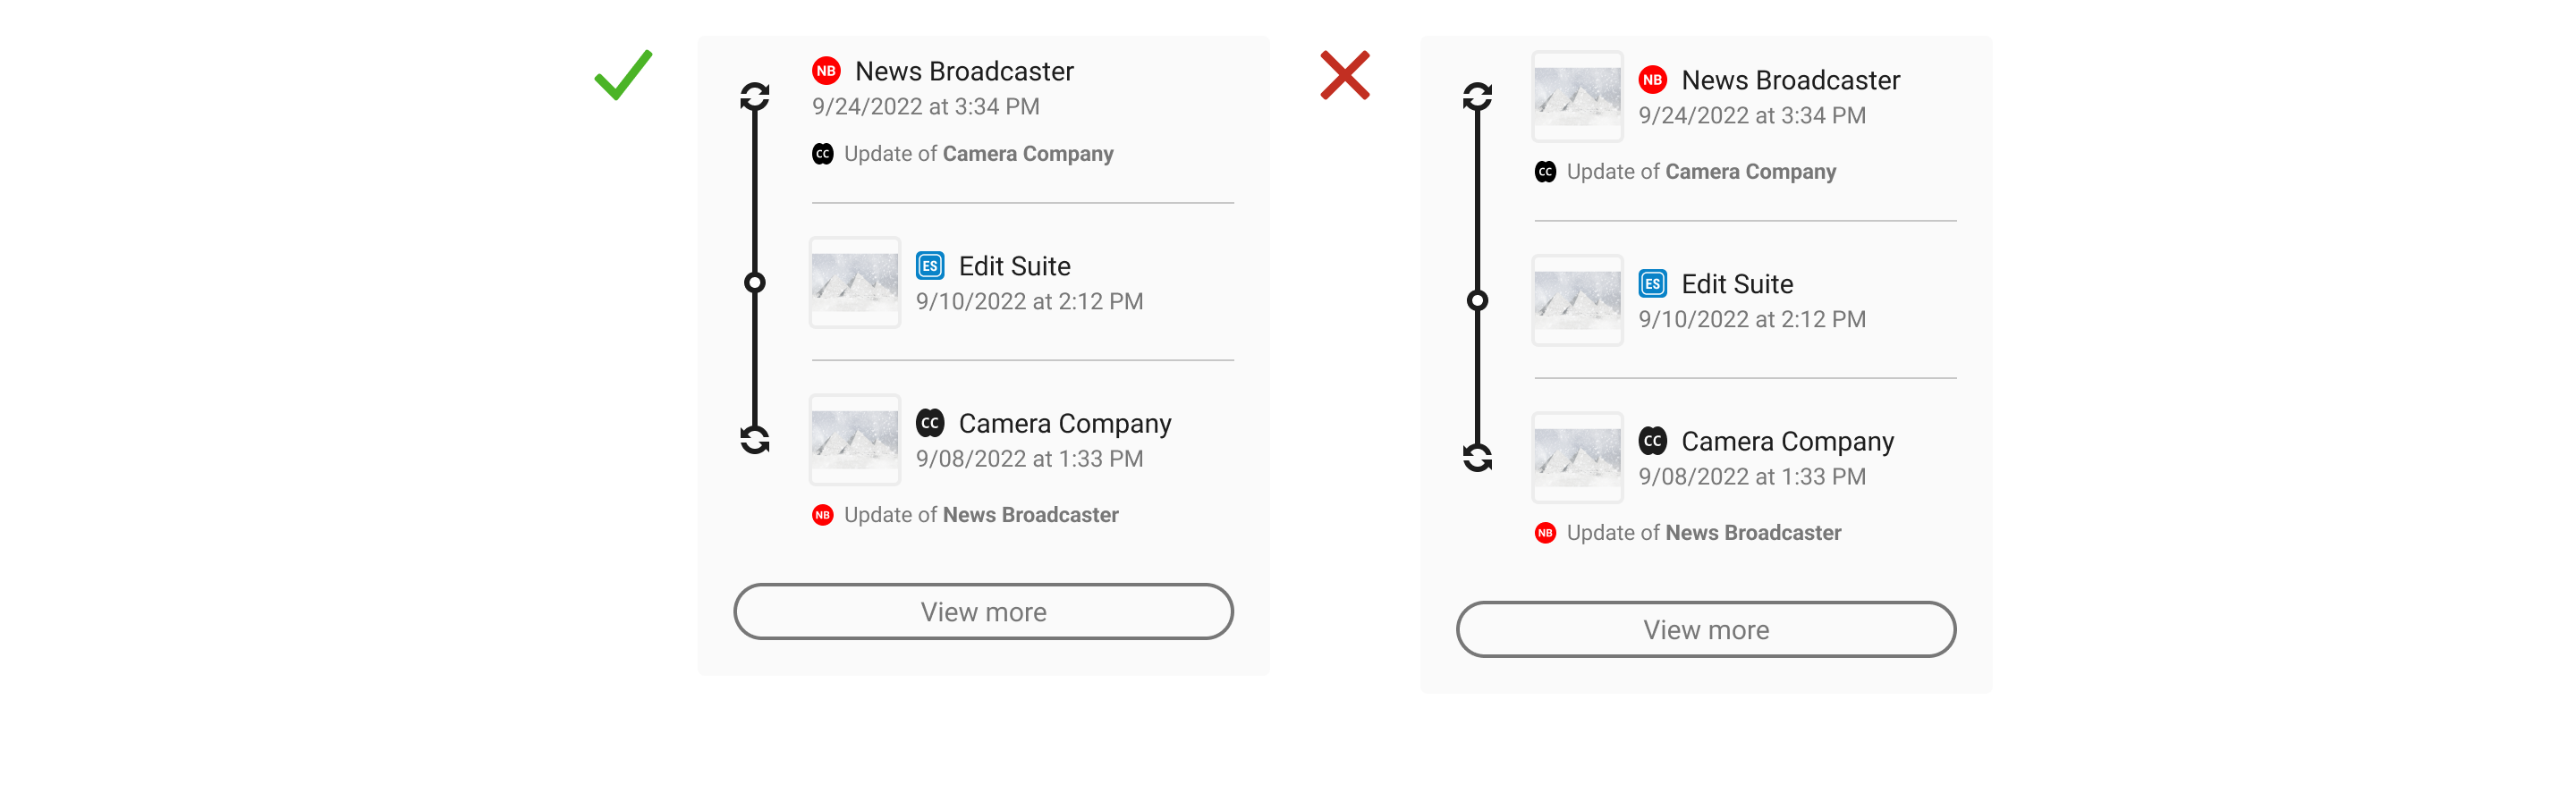 NB News Broadcaster
9/24/2022 at 3:34 PM
CC Update of Camera Company
ES Edit Suite
9/10/2022 at 2:12 PM
CC Camera Company
9/08/2022 at 1:33 PM
NB Update of News Broadcaster
View more
NB News Broadcaster
9/24/2022 at 3:34 PM
CC Update of Camera Company
ES Edit Suite
9/10/2022 at 2:12 PM
CC Camera Company
9/08/2022 at 1:33 PM
NB Update of News Broadcaster
View more